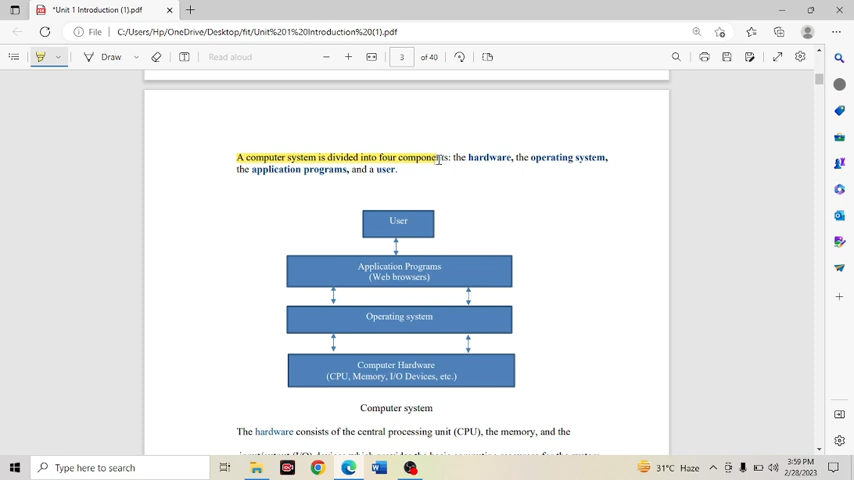 *Unit 1 Introduction (1).pdf
File C:/Users/Hp/OneDrive/Desktop/fit/Unit%201%20Introduction%20(1).pdf
Draw Read aloud 3 of 40
A computer system is divided into four components: the hardware, the operating system,
the application programs, and a user.
User
Application Programs
(Web browsers)
Operating system
Computer Hardware
(CPU, Memory, I/O Devices, etc.)
Computer system
The hardware consists of the central processing unit (CPU), the memory, and the
Type here to search
31°C Haze
3:59 PM
2/28/2023